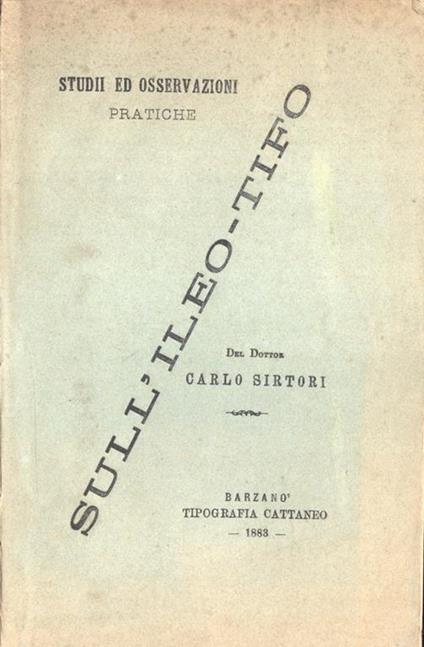 STUDII ED OSSERVAZIONI
PRATICHE
SULL'ILEO-TIFO
DEL DOTTOR
CARLO SIRTORI
BARZANO'
TIPOGRAFIA CATTANEO
— 1883 —